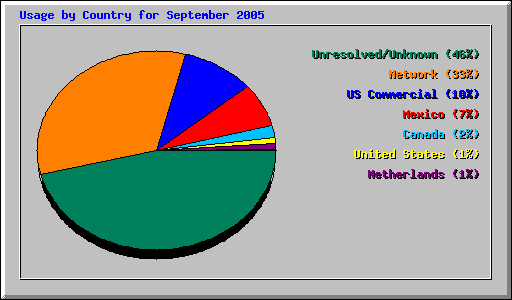 Usage by Country for September 2005
Unresolved/Unknown (46%)
Network (33%)
US Commercial (10%)
Mexico (7%)
Canada (2%)
United States (1%)
Netherlands (1%)